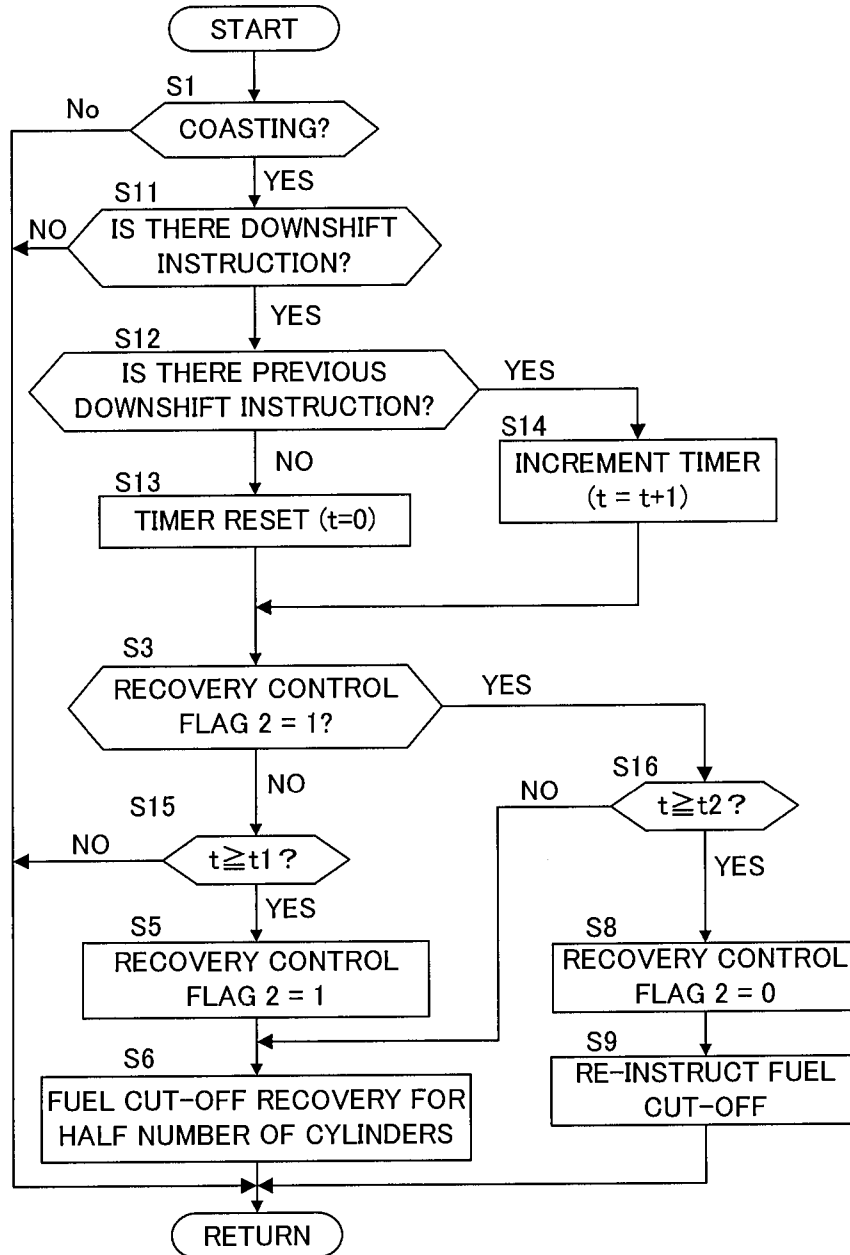 START
S1
No
COASTING?
YES
S11
NO
IS THERE DOWNSHIFT
INSTRUCTION?
YES
S12
IS THERE PREVIOUS
DOWNSHIFT INSTRUCTION?
YES
S14
INCREMENT TIMER
(t = t+1)
NO
S13
TIMER RESET (t=0)
S3
RECOVERY CONTROL
FLAG 2 = 1?
YES
NO
S16
t≧t2?
NO
YES
S15
NO
t≧t1?
YES
S5
RECOVERY CONTROL
FLAG 2 = 1
S8
RECOVERY CONTROL
FLAG 2 = 0
S6
FUEL CUT-OFF RECOVERY FOR
HALF NUMBER OF CYLINDERS
S9
RE-INSTRUCT FUEL
CUT-OFF
RETURN